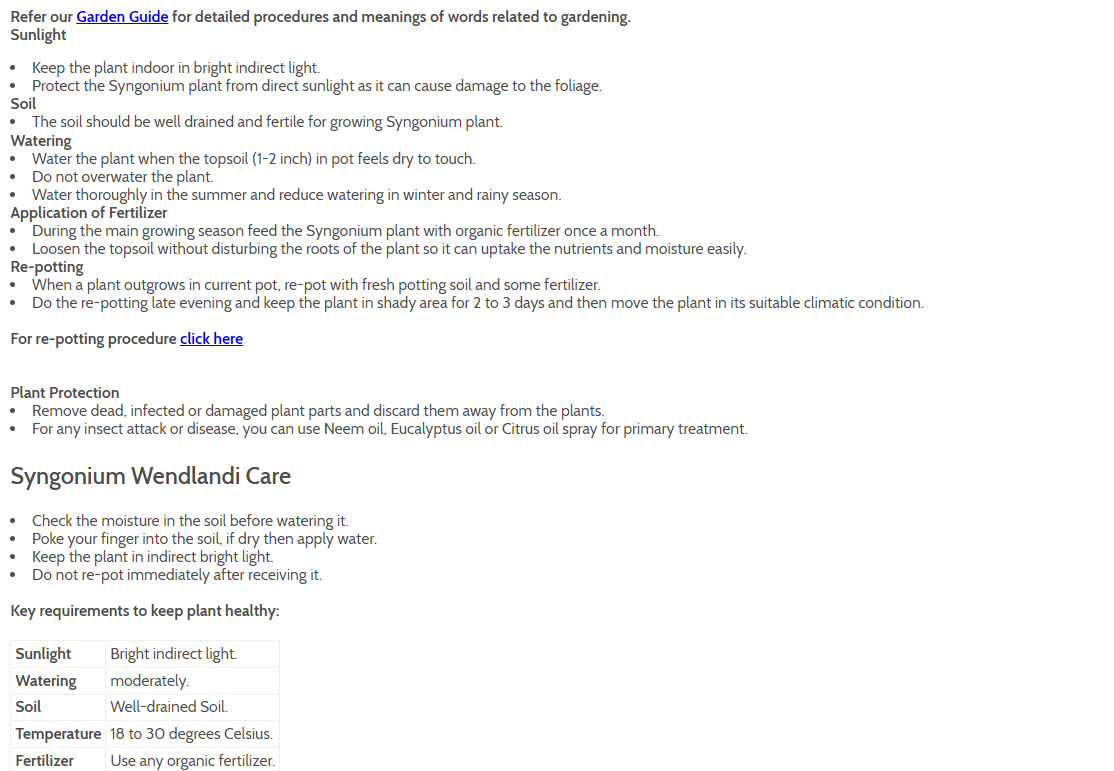 Refer our Garden Guide for detailed procedures and meanings of words related to gardening.
Sunlight
• Keep the plant indoor in bright indirect light.
• Protect the Syngonium plant from direct sunlight as it can cause damage to the foliage.
Soil
• The soil should be well drained and fertile for growing Syngonium plant.
Watering
• Water the plant when the topsoil (1-2 inch) in pot feels dry to touch.
• Do not overwater the plant.
• Water thoroughly in the summer and reduce watering in winter and rainy season.
Application of Fertilizer
• During the main growing season feed the Syngonium plant with organic fertilizer once a month.
• Loosen the topsoil without disturbing the roots of the plant so it can uptake the nutrients and moisture easily.
Re-potting
• When a plant outgrows in current pot, re-pot with fresh potting soil and some fertilizer.
• Do the re-potting late evening and keep the plant in shady area for 2 to 3 days and then move the plant in its suitable climatic condition.
For re-potting procedure click here
Plant Protection
• Remove dead, infected or damaged plant parts and discard them away from the plants.
• For any insect attack or disease, you can use Neem oil, Eucalyptus oil or Citrus oil spray for primary treatment.
Syngonium Wendlandi Care
• Check the moisture in the soil before watering it.
• Poke your finger into the soil, if dry then apply water.
• Keep the plant in indirect bright light.
• Do not re-pot immediately after receiving it.
Key requirements to keep plant healthy:
Sunlight Bright indirect light.
Watering moderately.
Soil Well-drained Soil.
Temperature 18 to 30 degrees Celsius.
Fertilizer Use any organic fertilizer.